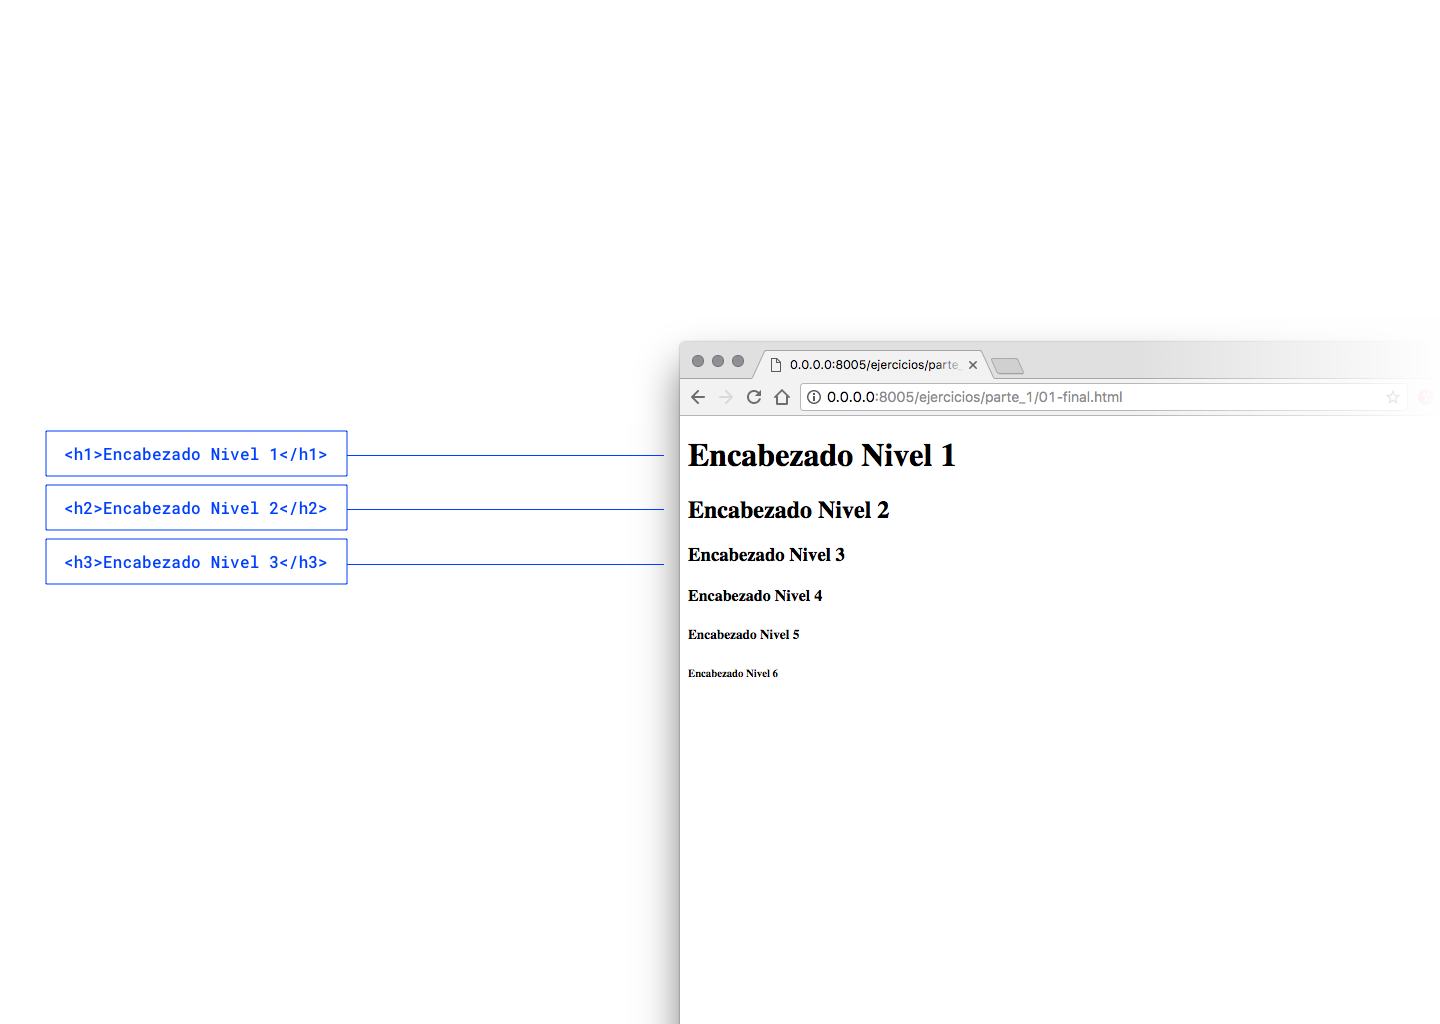 0.0.0.0:8005/ejercicios/parte_
0.0.0.0:8005/ejercicios/parte_1/01-final.html
<h1>Encabezado Nivel 1</h1>
<h2>Encabezado Nivel 2</h2>
<h3>Encabezado Nivel 3</h3>
Encabezado Nivel 1
Encabezado Nivel 2
Encabezado Nivel 3
Encabezado Nivel 4
Encabezado Nivel 5
Encabezado Nivel 6